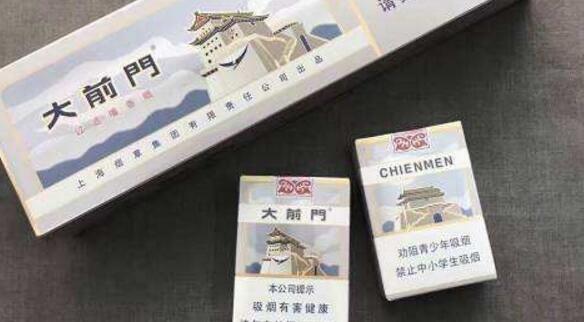 大前門®
上海烟草集团有限责任公司出品
请
大前門®
本公司提示
吸烟有害健康
CHIENMEN
劝阻青少年吸烟
禁止中小学生吸烟